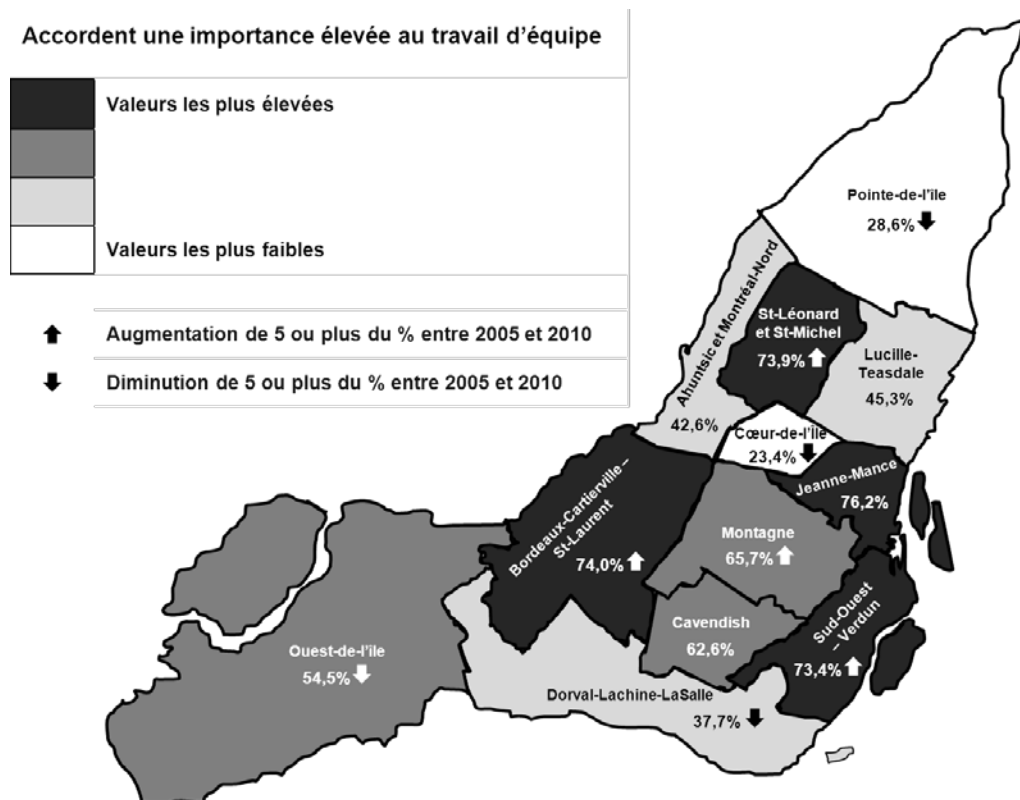 Accordent une importance élevée au travail d'équipe
Valeurs les plus élevées
Valeurs les plus faibles
Augmentation de 5 ou plus du % entre 2005 et 2010
Diminution de 5 ou plus du % entre 2005 et 2010
Pointe-de-l'île
28,6%
Ahuntsic et Montréal-Nord
42,6%
St-Léonard
et St-Michel
73,9%
Lucille-
Teasdale
45,3%
Cœur-de-l'Île
23,4%
Jeanne-Mance
76,2%
Bordeaux-Cartierville –
St-Laurent
74,0%
Montagne
65,7%
Cavendish
62,6%
Sud-Ouest
– Verdun
73,4%
Ouest-de-l'île
54,5%
Dorval-Lachine-LaSalle
37,7%